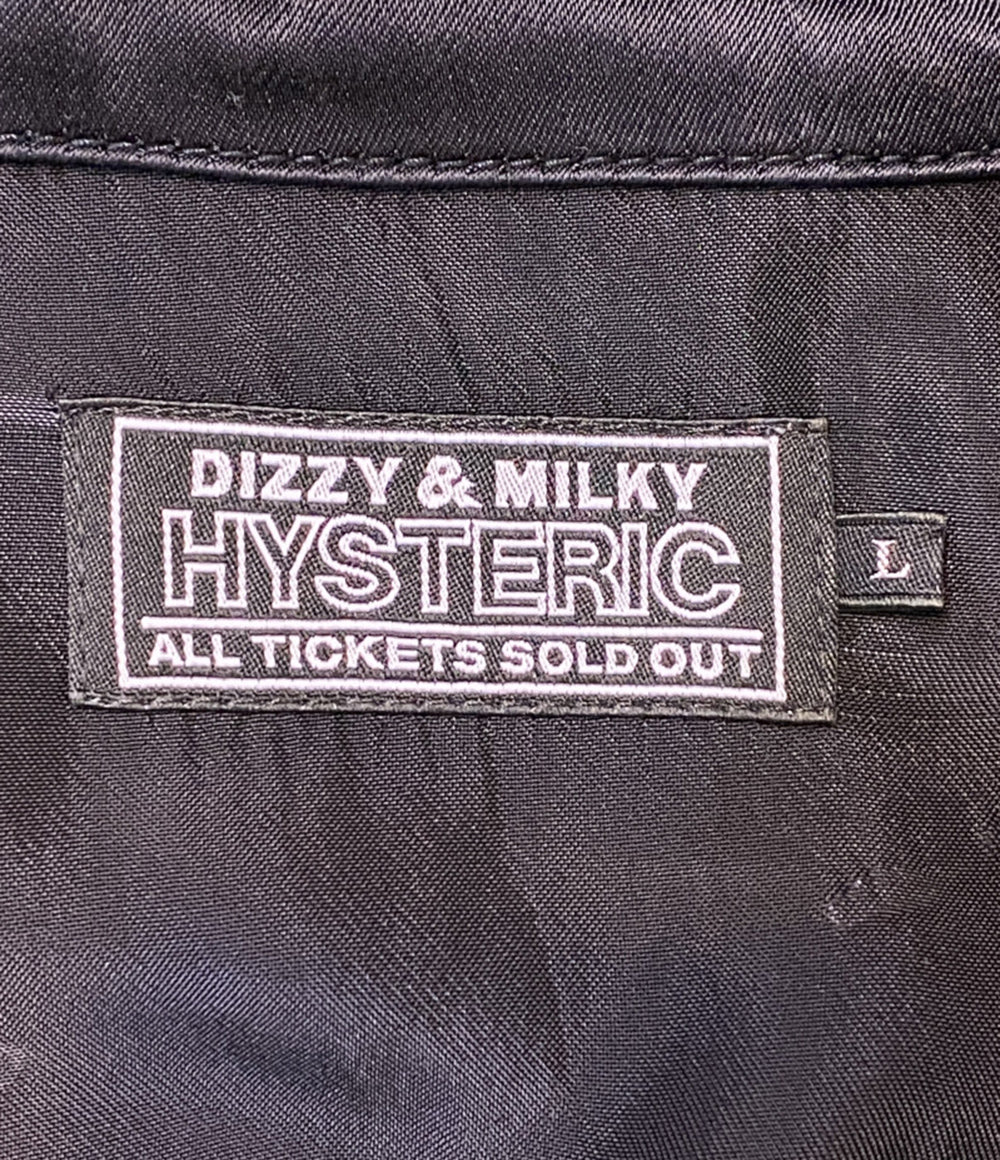 DIZZY & MILKY
HYSTERIC
ALL TICKETS SOLD OUT
L